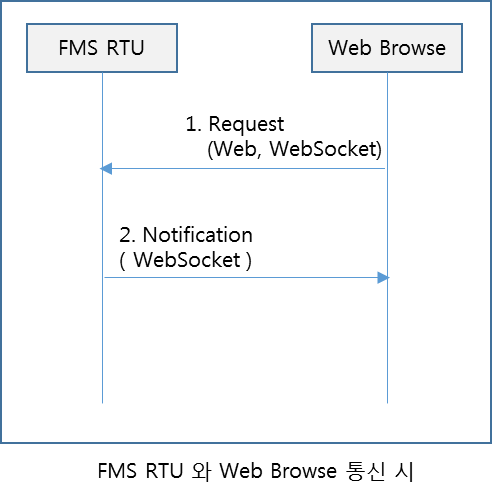 FMS RTU
Web Browse
1. Request
(Web, WebSocket)
2. Notification
( WebSocket )
FMS RTU 와 Web Browse 통신 시